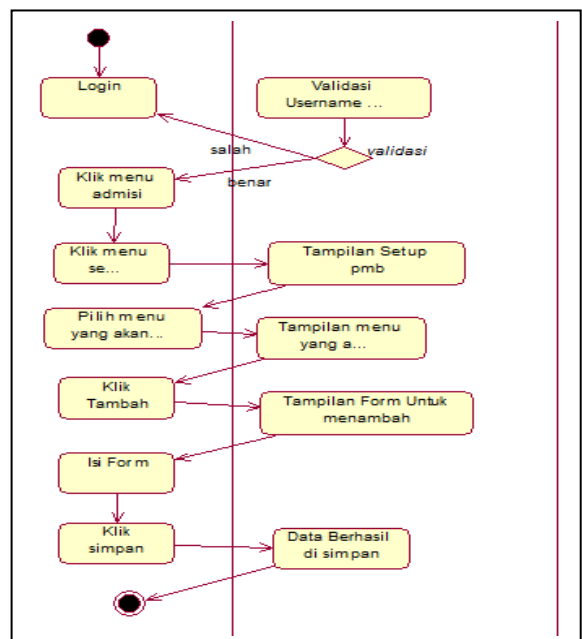 Login
Validasi
Username ...
salah
validasi
benar
Klik menu
admisi
Klik menu
se...
Tampilan Setup
pmb
Pilih menu
yang akan...
Tampilan menu
yang a...
Klik
Tambah
Tampilan Form Untuk
menambah
Isi Form
Klik
simpan
Data Berhasil
di simpan